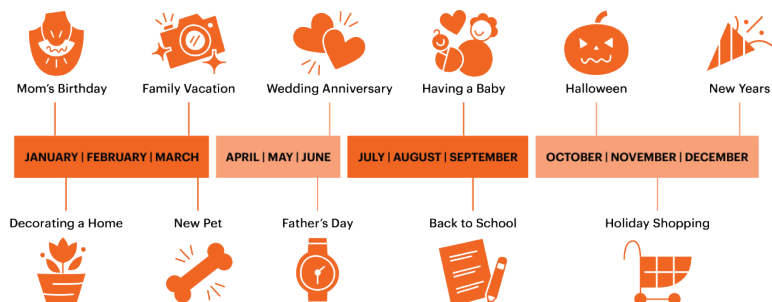 Mom's Birthday
Family Vacation
Wedding Anniversary
Having a Baby
Halloween
New Years
JANUARY | FEBRUARY | MARCH
APRIL | MAY | JUNE
JULY | AUGUST | SEPTEMBER
OCTOBER | NOVEMBER | DECEMBER
Decorating a Home
New Pet
Father's Day
Back to School
Holiday Shopping